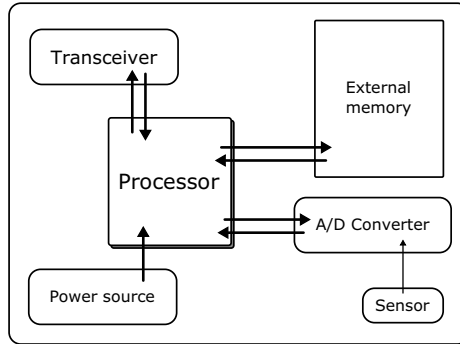 Transceiver
External
memory
Processor
A/D Converter
Power source
Sensor